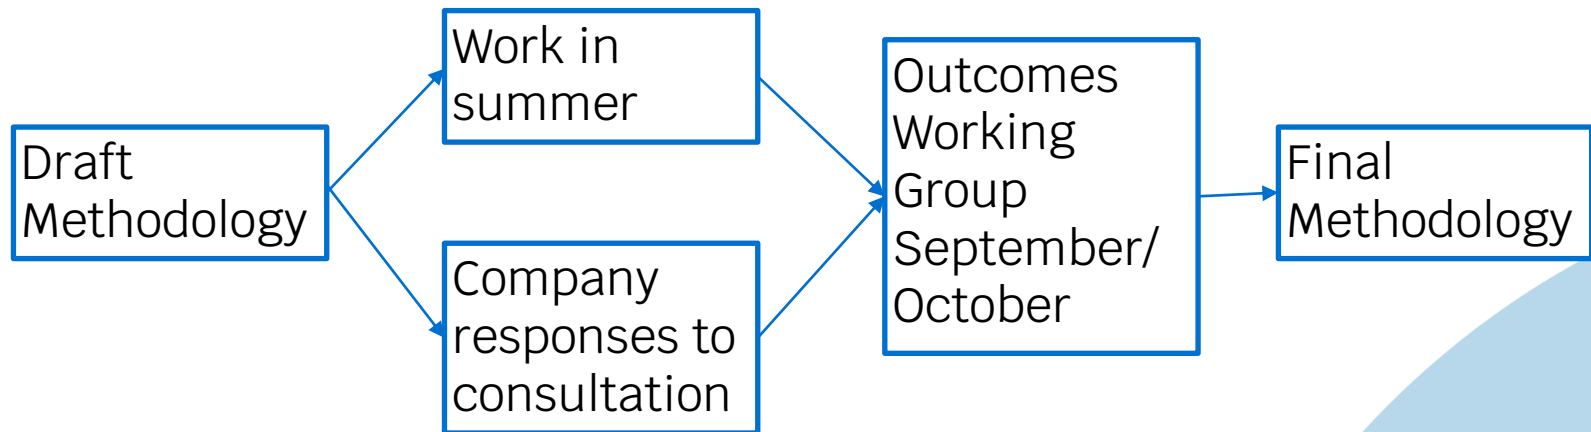 Draft
Methodology
Work in
summer
Company
responses to
consultation
Outcomes
Working
Group
September/
October
Final
Methodology